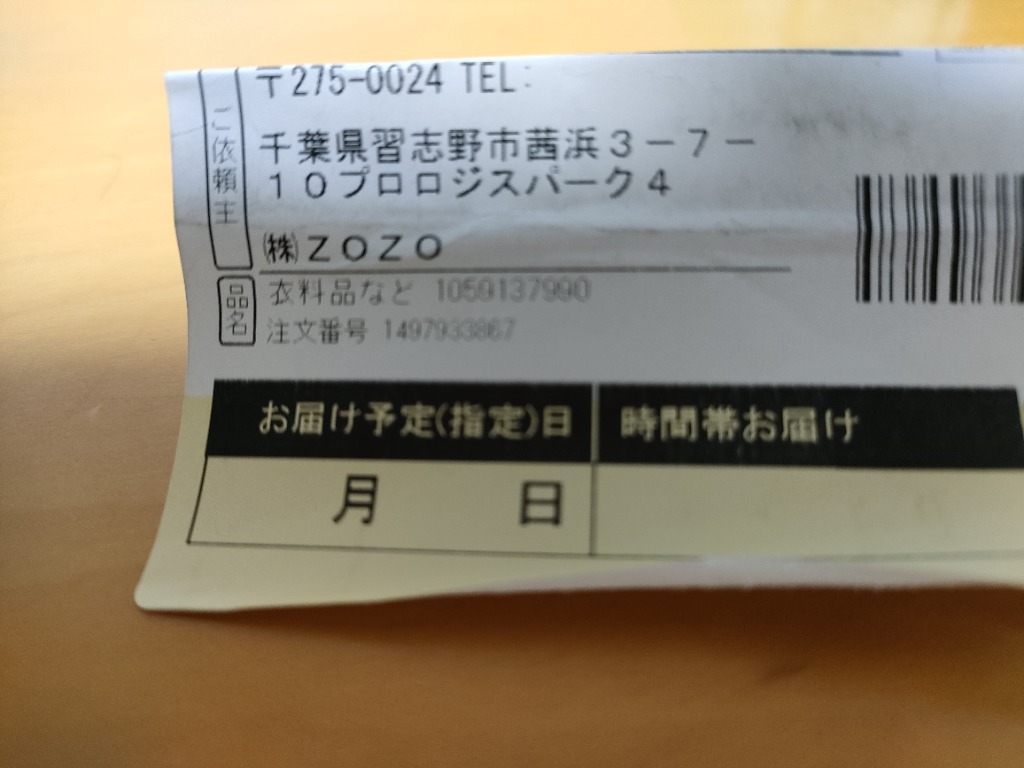 ご依頼主
〒275-0024 TEL:
千葉県習志野市茜浜３－７－
１０プロロジスパーク４
㈱ＺＯＺＯ
品名
衣料品など 1059137990
注文番号 1497933867
お届け予定(指定)日
時間帯お届け
月 日